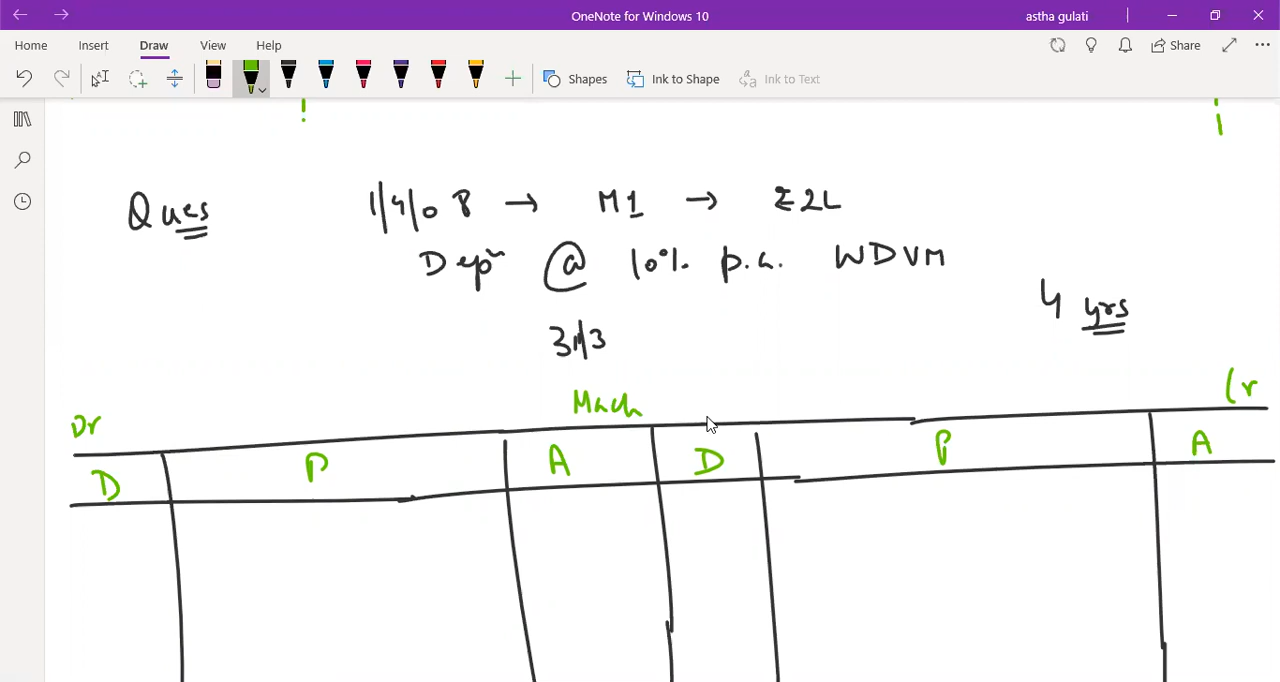 OneNote for Windows 10
astha gulati
Home Insert Draw View Help
Share
Shapes Ink to Shape Ink to Text
Ques 1/4/08 → M1 → ₹2L
Depn @ 10% p.a. WDVM
4 yrs
31/3
Dr Mach Cr
D P A D P A